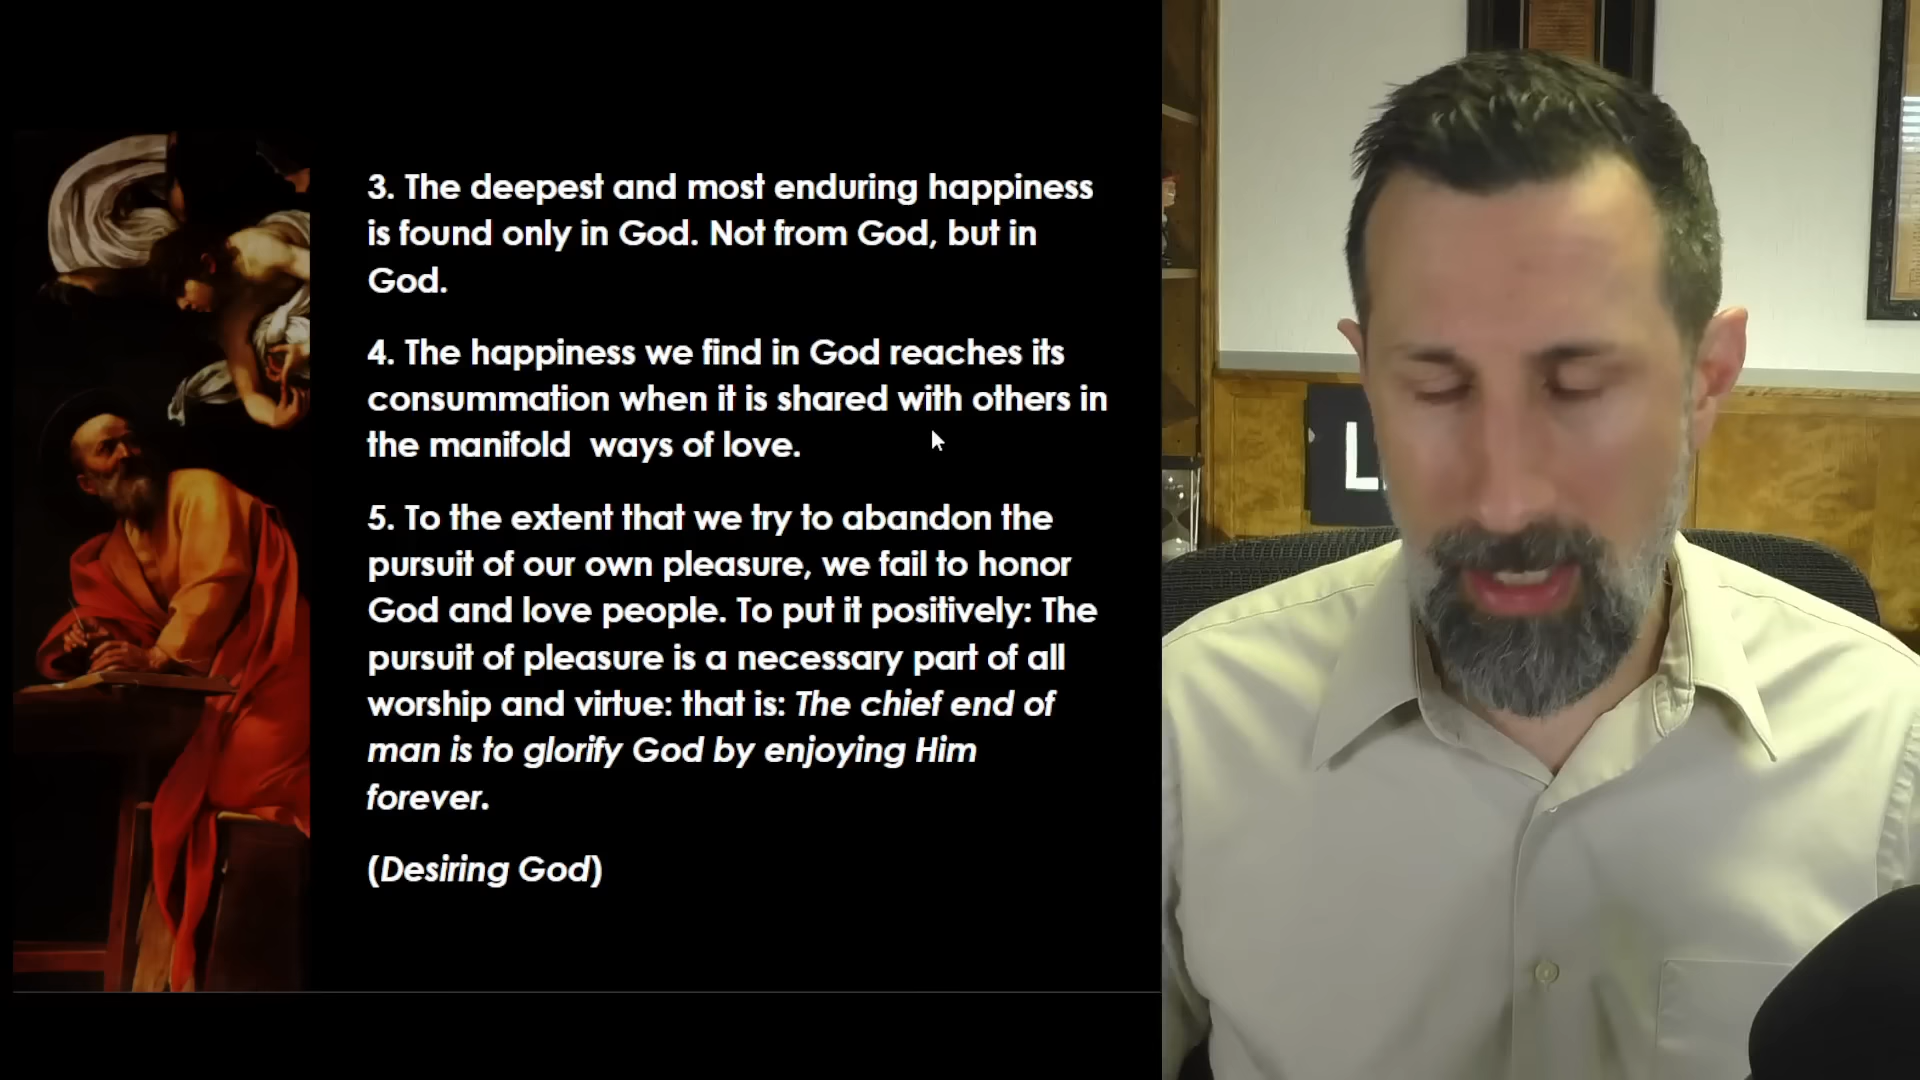 3. The deepest and most enduring happiness
is found only in God. Not from God, but in
God.
4. The happiness we find in God reaches its
consummation when it is shared with others in
the manifold  ways of love.
5. To the extent that we try to abandon the
pursuit of our own pleasure, we fail to honor
God and love people. To put it positively: The
pursuit of pleasure is a necessary part of all
worship and virtue: that is: The chief end of
man is to glorify God by enjoying Him
forever.
(Desiring God)
L